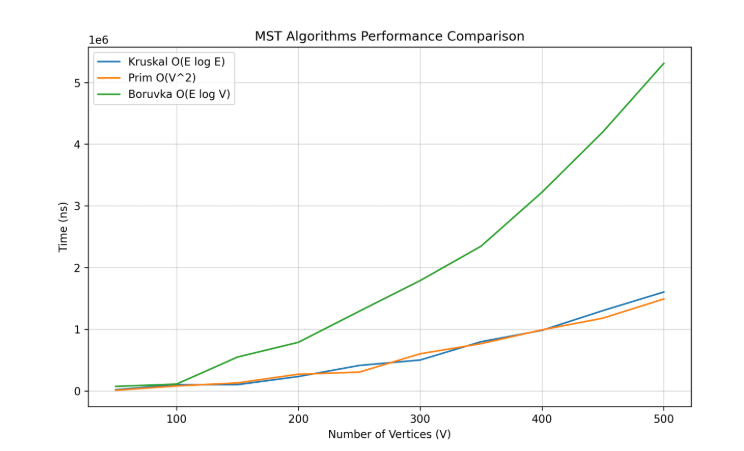 MST Algorithms Performance Comparison
1e6
Kruskal O(E log E)
Prim O(V^2)
Boruvka O(E log V)
5
4
3
2
1
0
Time (ns)
100 200 300 400 500
Number of Vertices (V)